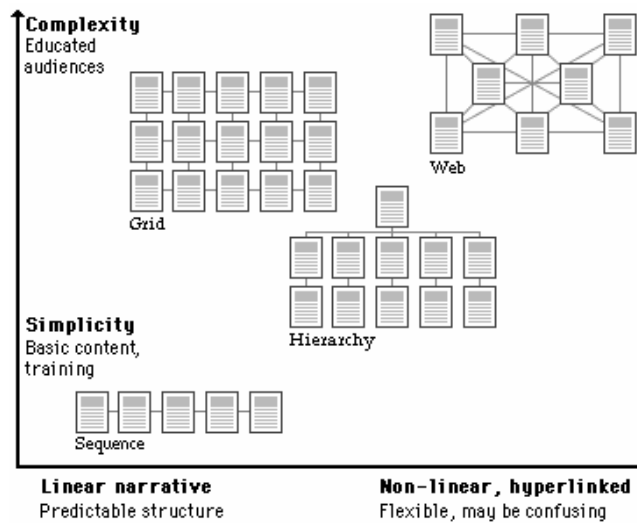 Complexity
Educated
audiences
Web
Grid
Simplicity
Basic content,
training
Hierarchy
Sequence
Linear narrative
Predictable structure
Non-linear, hyperlinked
Flexible, may be confusing